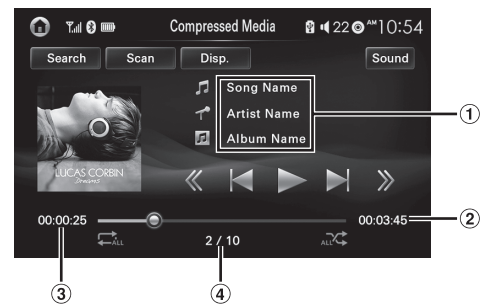 Compressed Media 22 AM 10:54
Search Scan Disp. Sound
Song Name
Artist Name
Album Name
①
LUCAS CORBIN
Dreams
00:00:25 00:03:45
②
ALL 2 / 10 ALL
③ ④